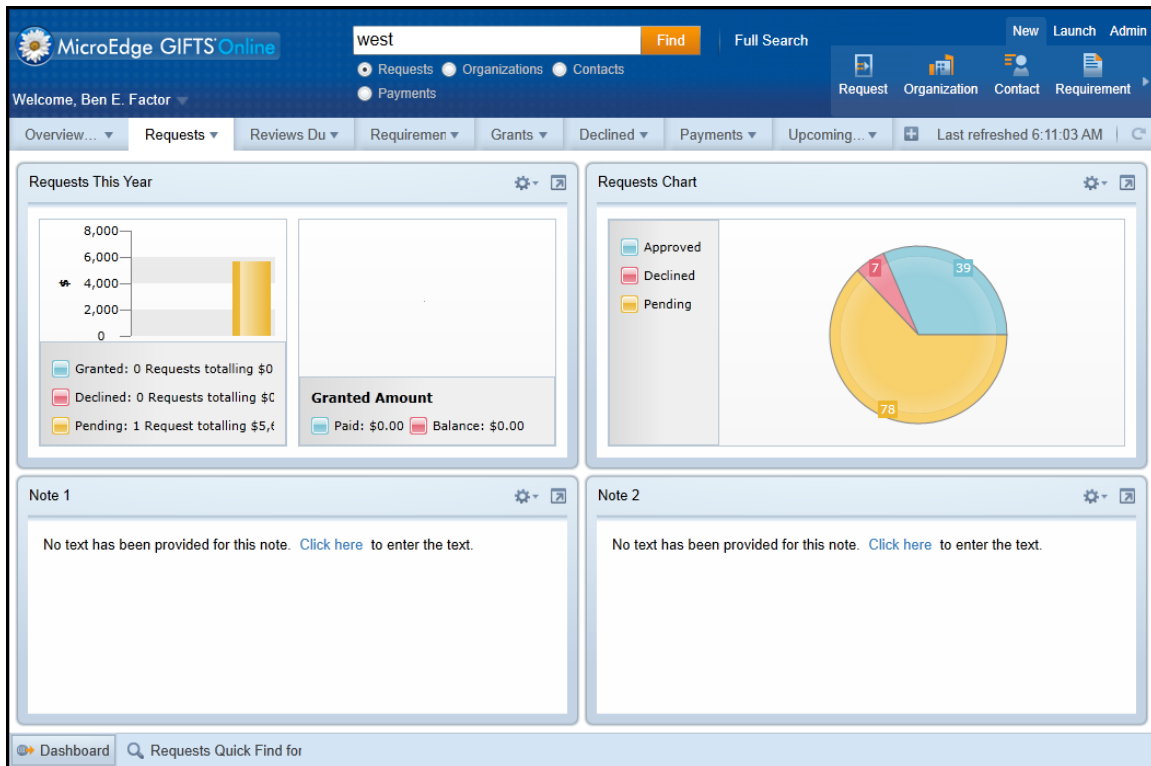 MicroEdge GIFTS Online
west
Find
Full Search
New Launch Admin
Requests Organizations Contacts
Payments
Request Organization Contact Requirement
Welcome, Ben E. Factor
Overview... Requests Reviews Du Requiremen Grants Declined Payments Upcoming... Last refreshed 6:11:03 AM
Requests This Year
8,000
6,000
4,000
2,000
0
$
Granted: 0 Requests totalling $0
Declined: 0 Requests totalling $0
Pending: 1 Request totalling $5,6
Granted Amount
Paid: $0.00 Balance: $0.00
Requests Chart
Approved
Declined
Pending
7
39
78
Note 1
No text has been provided for this note. Click here to enter the text.
Note 2
No text has been provided for this note. Click here to enter the text.
Dashboard Requests Quick Find for